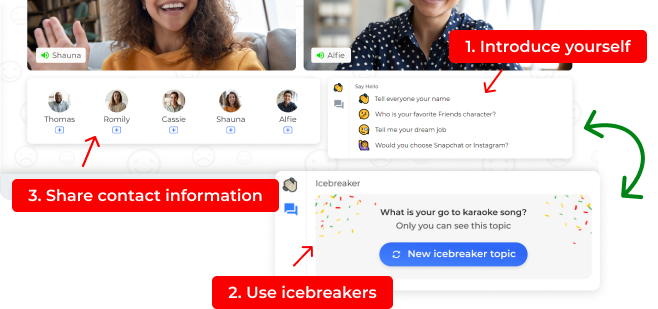 Shauna
Alfie
1. Introduce yourself
Thomas
Romily
Cassie
Shauna
Alfie
Say Hello
Tell everyone your name
Who is your favorite Friends character?
Tell me your dream job
Would you choose Snapchat or Instagram?
3. Share contact information
Icebreaker
What is your go to karaoke song?
Only you can see this topic
New icebreaker topic
2. Use icebreakers